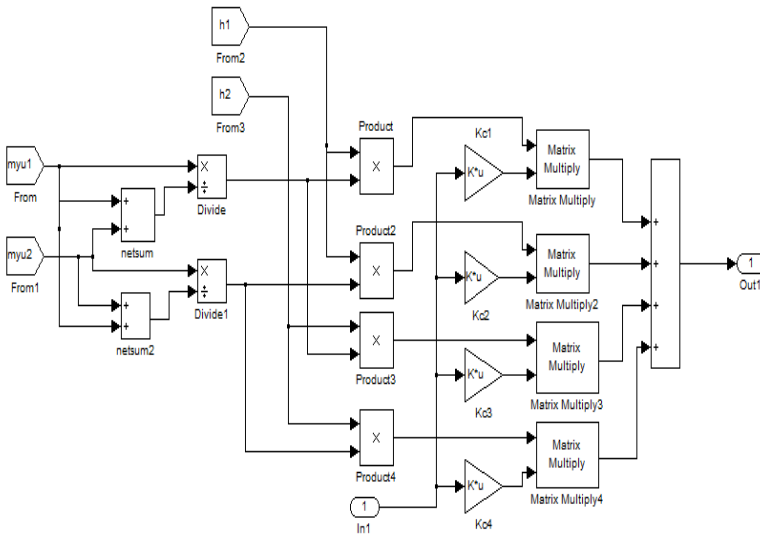 h1
From2
h2
From3
Product
Kc1
Matrix
Multiply
Matrix Multiply
myu1
From
×
÷
Divide
×
+
+
netsum
K*u
+
myu2
From1
×
÷
Divide1
Product2
×
Matrix
Multiply
Matrix Multiply2
K*u
Kc2
+
1
Out1
+
+
netsum2
×
Product3
Matrix
Multiply
Matrix Multiply3
K*u
Kc3
+
+
×
Product4
Matrix
Multiply
Matrix Multiply4
K*u
Kc4
1
In1